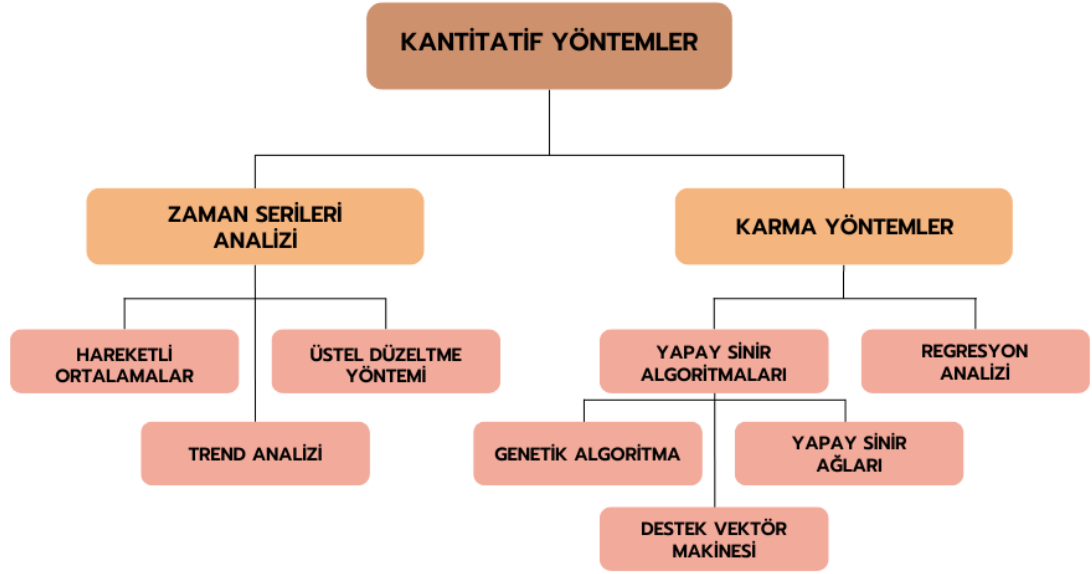 KANTİTATİF YÖNTEMLER
ZAMAN SERİLERİ
ANALİZİ
KARMA YÖNTEMLER
HAREKETLİ
ORTALAMALAR
ÜSTEL DÜZELTME
YÖNTEMİ
YAPAY SİNİR
ALGORİTMALARI
REGRESYON
ANALİZİ
TREND ANALİZİ
GENETİK ALGORİTMA
YAPAY SİNİR
AĞLARI
DESTEK VEKTÖR
MAKİNESİ